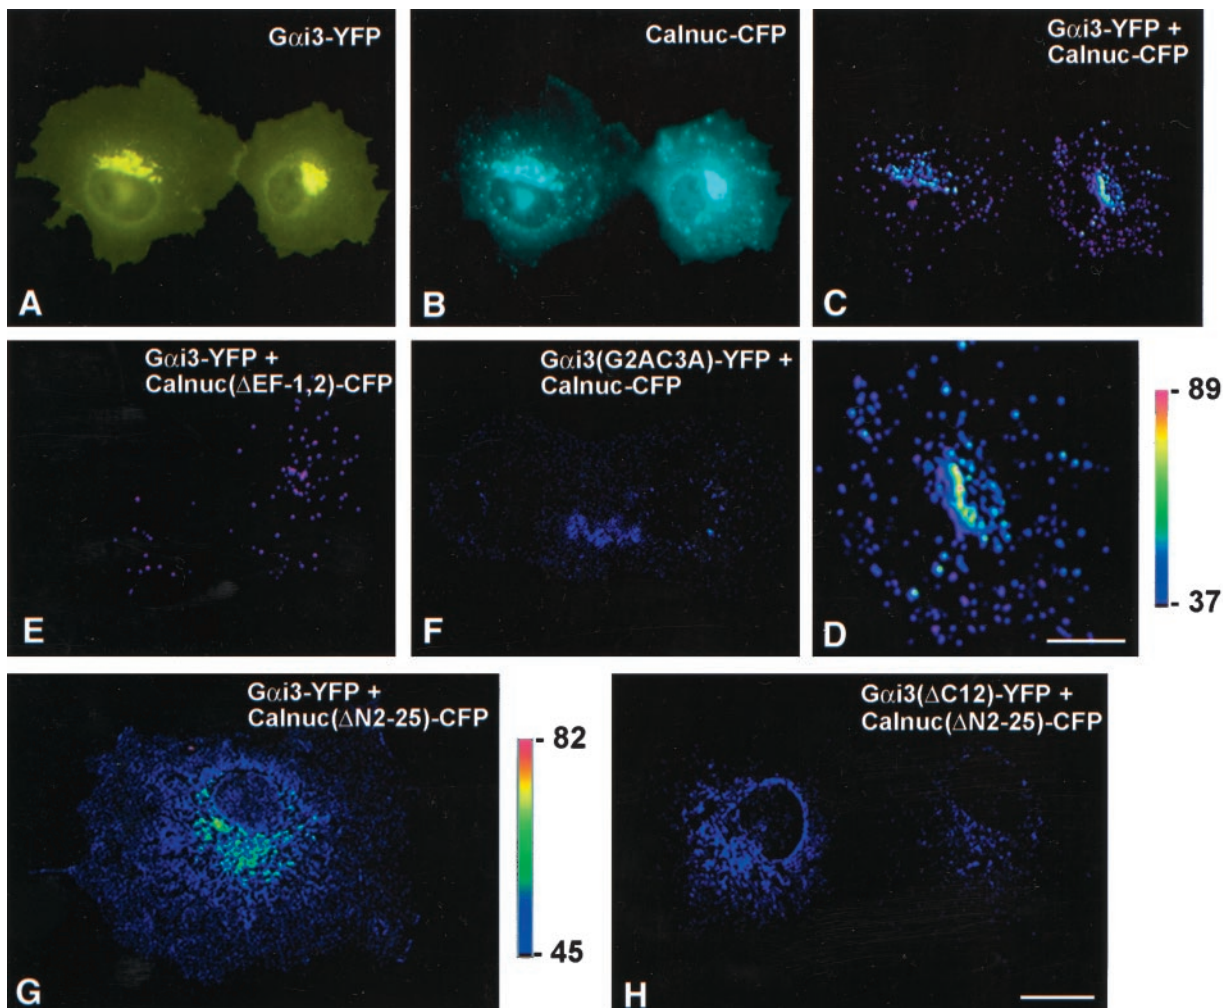 Gαi3-YFP
A
Calnuc-CFP
B
Gαi3-YFP +
Calnuc-CFP
C
Gαi3-YFP +
Calnuc(ΔEF-1,2)-CFP
E
Gαi3(G2AC3A)-YFP +
Calnuc-CFP
F
D
89
37
Gαi3-YFP +
Calnuc(ΔN2-25)-CFP
G
82
45
Gαi3(ΔC12)-YFP +
Calnuc(ΔN2-25)-CFP
H